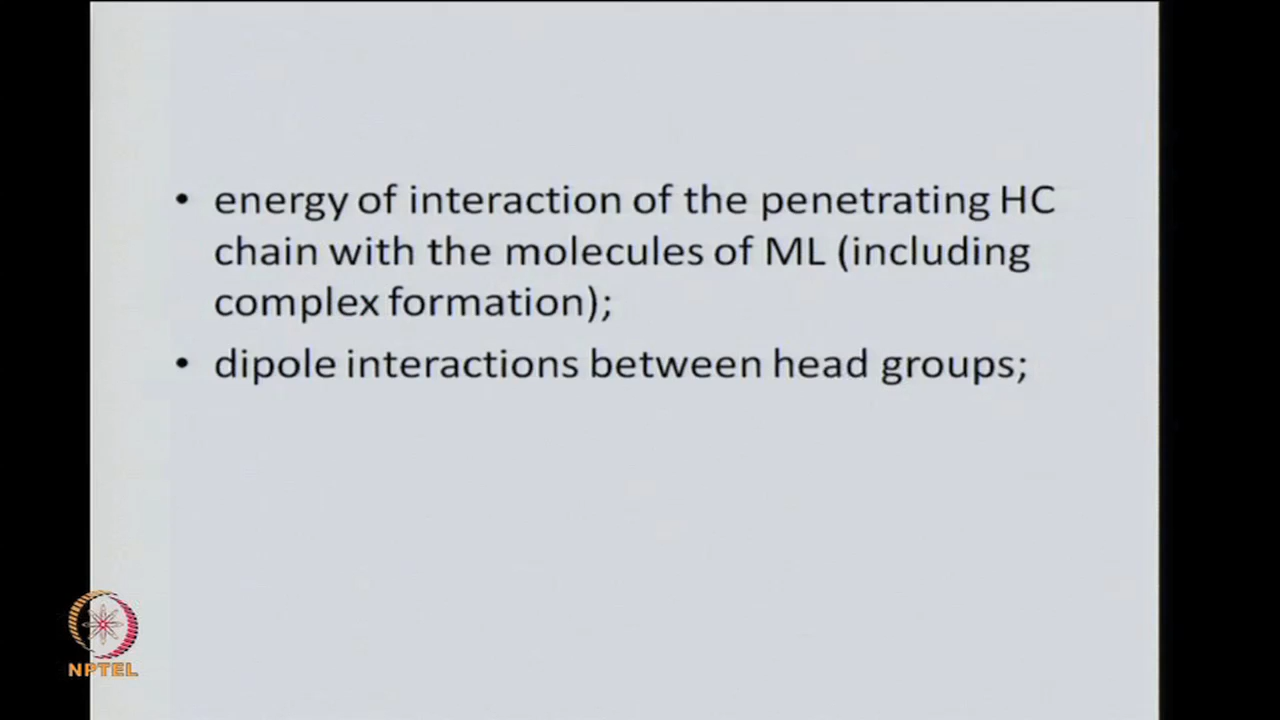 • energy of interaction of the penetrating HC
chain with the molecules of ML (including
complex formation);
• dipole interactions between head groups;
NPTEL